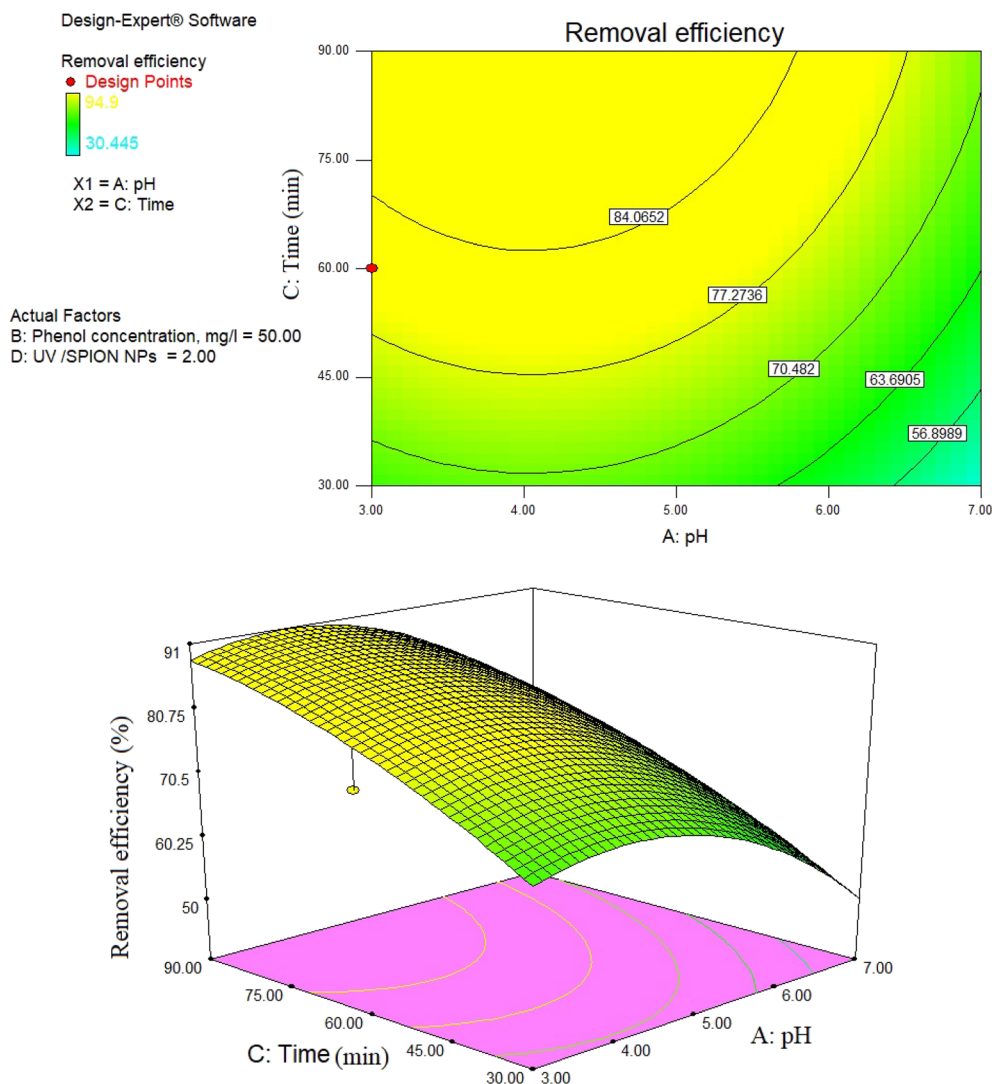 Design-Expert® Software
Removal efficiency
Design Points
94.9
30.445
X1 = A: pH
X2 = C: Time
Actual Factors
B: Phenol concentration, mg/l = 50.00
D: UV /SPION NPs = 2.00
Removal efficiency
90.00
75.00
60.00
45.00
30.00
C: Time (min)
84.0652
77.2736
70.482
63.6905
56.8989
3.00
4.00
5.00
6.00
7.00
A: pH
91
80.75
70.5
60.25
50
Removal efficiency (%)
90.00
75.00
60.00
45.00
30.00
C: Time (min)
3.00
4.00
5.00
6.00
7.00
A: pH